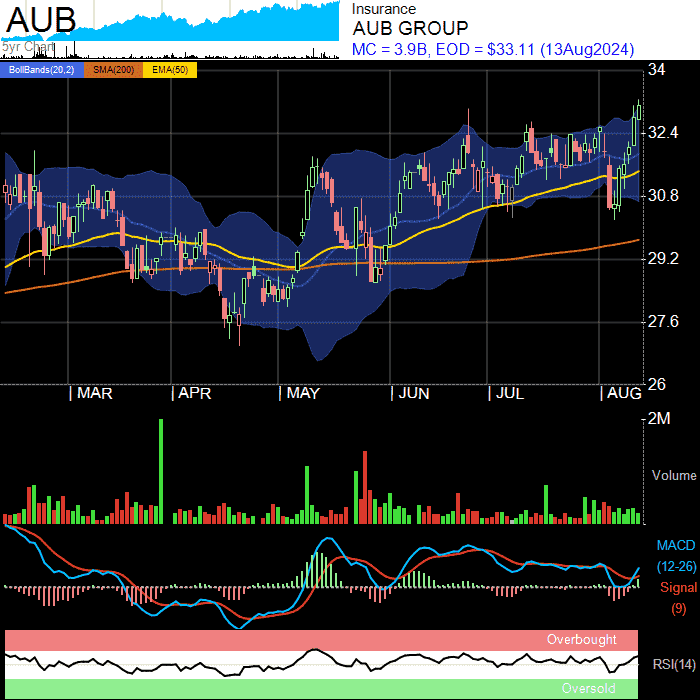 AUB
5yr Chart
Insurance
AUB GROUP
MC = 3.9B, EOD = $33.11 (13Aug2024)
BollBands(20,2) SMA(200) EMA(50)
34
32.4
30.8
29.2
27.6
26
| MAR | APR | MAY | JUN | JUL | AUG
2M
Volume
MACD
(12-26)
Signal
(9)
Overbought
RSI(14)
Oversold